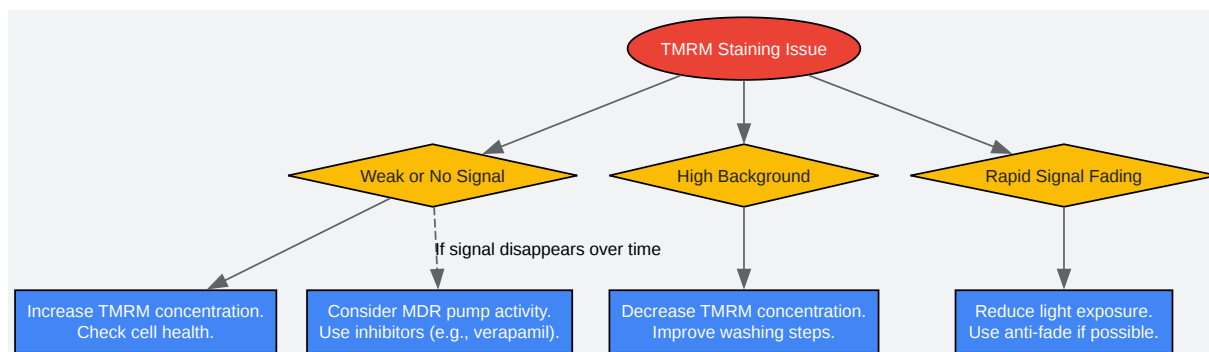 TMRM Staining Issue
Weak or No Signal
High Background
Rapid Signal Fading
If signal disappears over time
Increase TMRM concentration.
Check cell health.
Consider MDR pump activity.
Use inhibitors (e.g., verapamil).
Decrease TMRM concentration.
Improve washing steps.
Reduce light exposure.
Use anti-fade if possible.